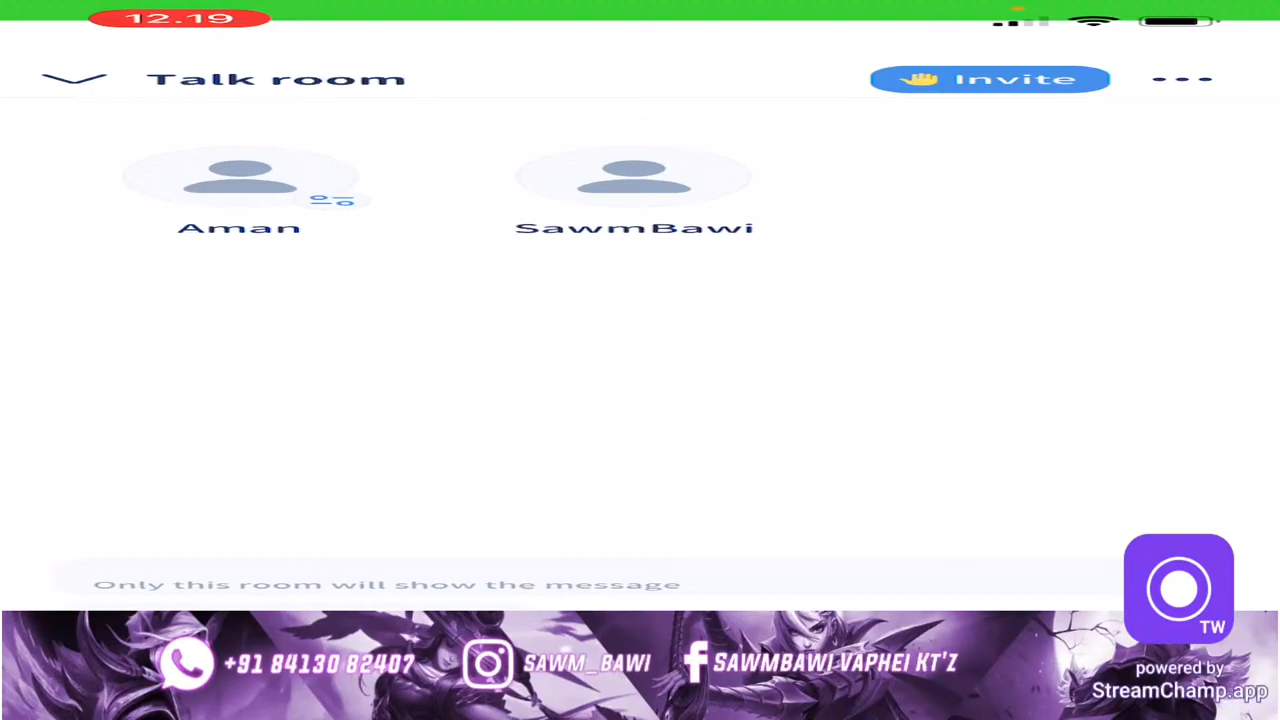 12.19
Talk room
Invite
Aman
SawmBawi
Only this room will show the message
+91 84130 82407
SAWM_BAWI
SAWMBAWI VAPHEI KT'Z
TW
powered by
StreamChamp.app